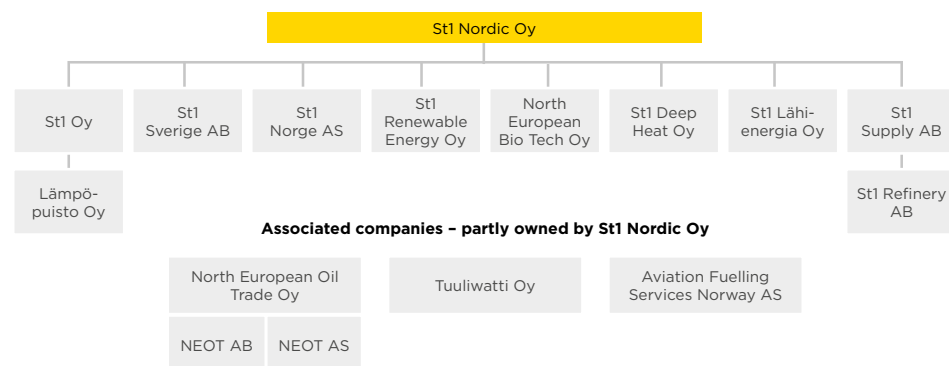 St1 Nordic Oy
St1 Oy
St1
Sverige AB
St1
Norge AS
St1
Renewable
Energy Oy
North
European
Bio Tech Oy
St1 Deep
Heat Oy
St1 Lähi-
energia Oy
St1
Supply AB
Lämpö-
puisto Oy
St1 Refinery
AB
Associated companies – partly owned by St1 Nordic Oy
North European Oil
Trade Oy
Tuuliwatti Oy
Aviation Fuelling
Services Norway AS
NEOT AB
NEOT AS